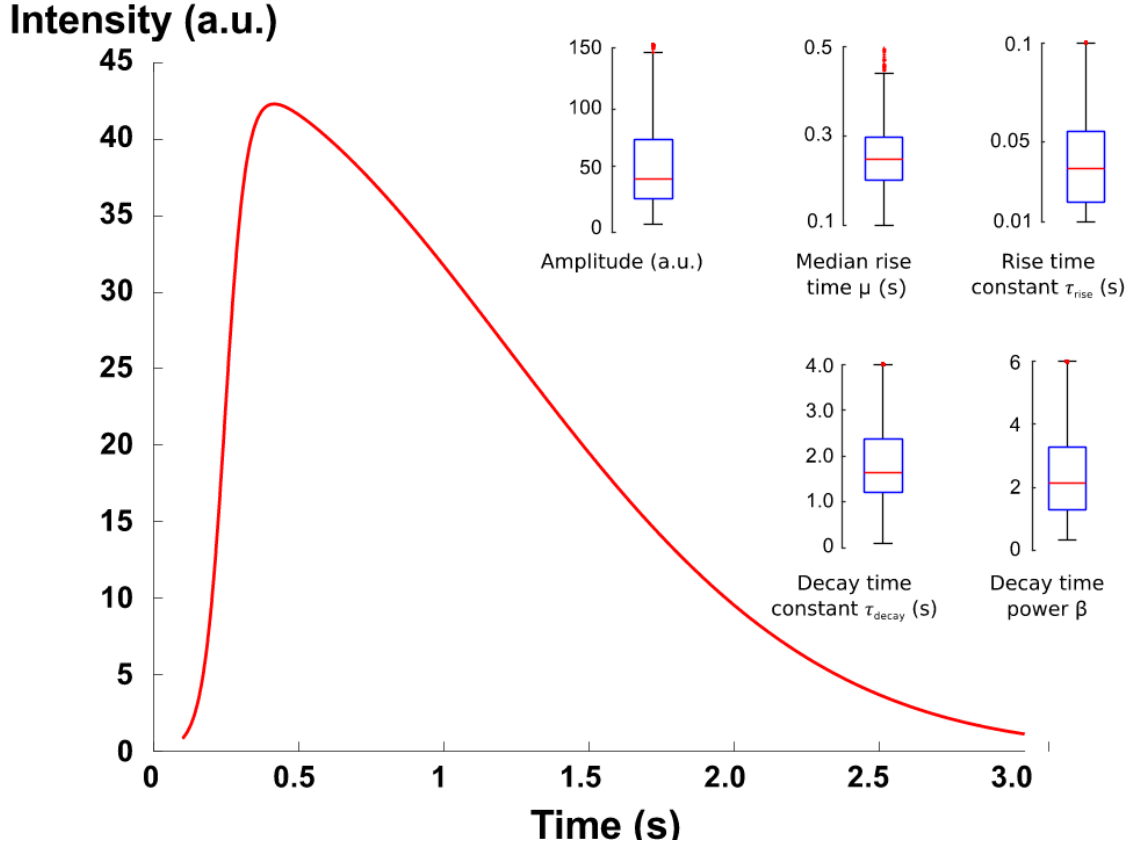 Intensity (a.u.)
45
40
35
30
25
20
15
10
5
0
0 0.5 1 1.5 2.0 2.5 3.0
Time (s)
150
100
50
0
Amplitude (a.u.)
0.5
0.3
0.1
Median rise
time μ (s)
0.1
0.05
0.01
Rise time
constant τrise (s)
4.0
3.0
2.0
1.0
0
Decay time
constant τdecay (s)
6
4
2
0
Decay time
power β